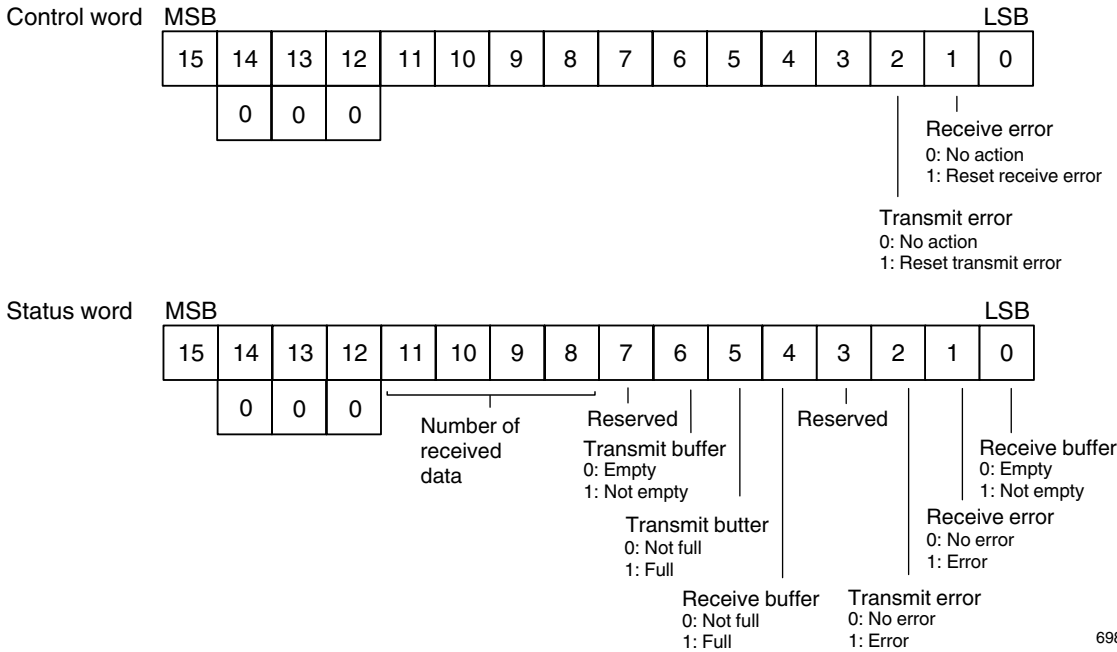 Control word MSB LSB
15 14 13 12 11 10 9 8 7 6 5 4 3 2 1 0
0 0 0
Receive error
0: No action
1: Reset receive error
Transmit error
0: No action
1: Reset transmit error
Status word MSB LSB
15 14 13 12 11 10 9 8 7 6 5 4 3 2 1 0
0 0 0
Number of
received
data
Reserved
Transmit buffer
0: Empty
1: Not empty
Transmit butter
0: Not full
1: Full
Receive buffer
0: Not full
1: Full
Reserved
Transmit error
0: No error
1: Error
Receive error
0: No error
1: Error
Receive buffer
0: Empty
1: Not empty
698